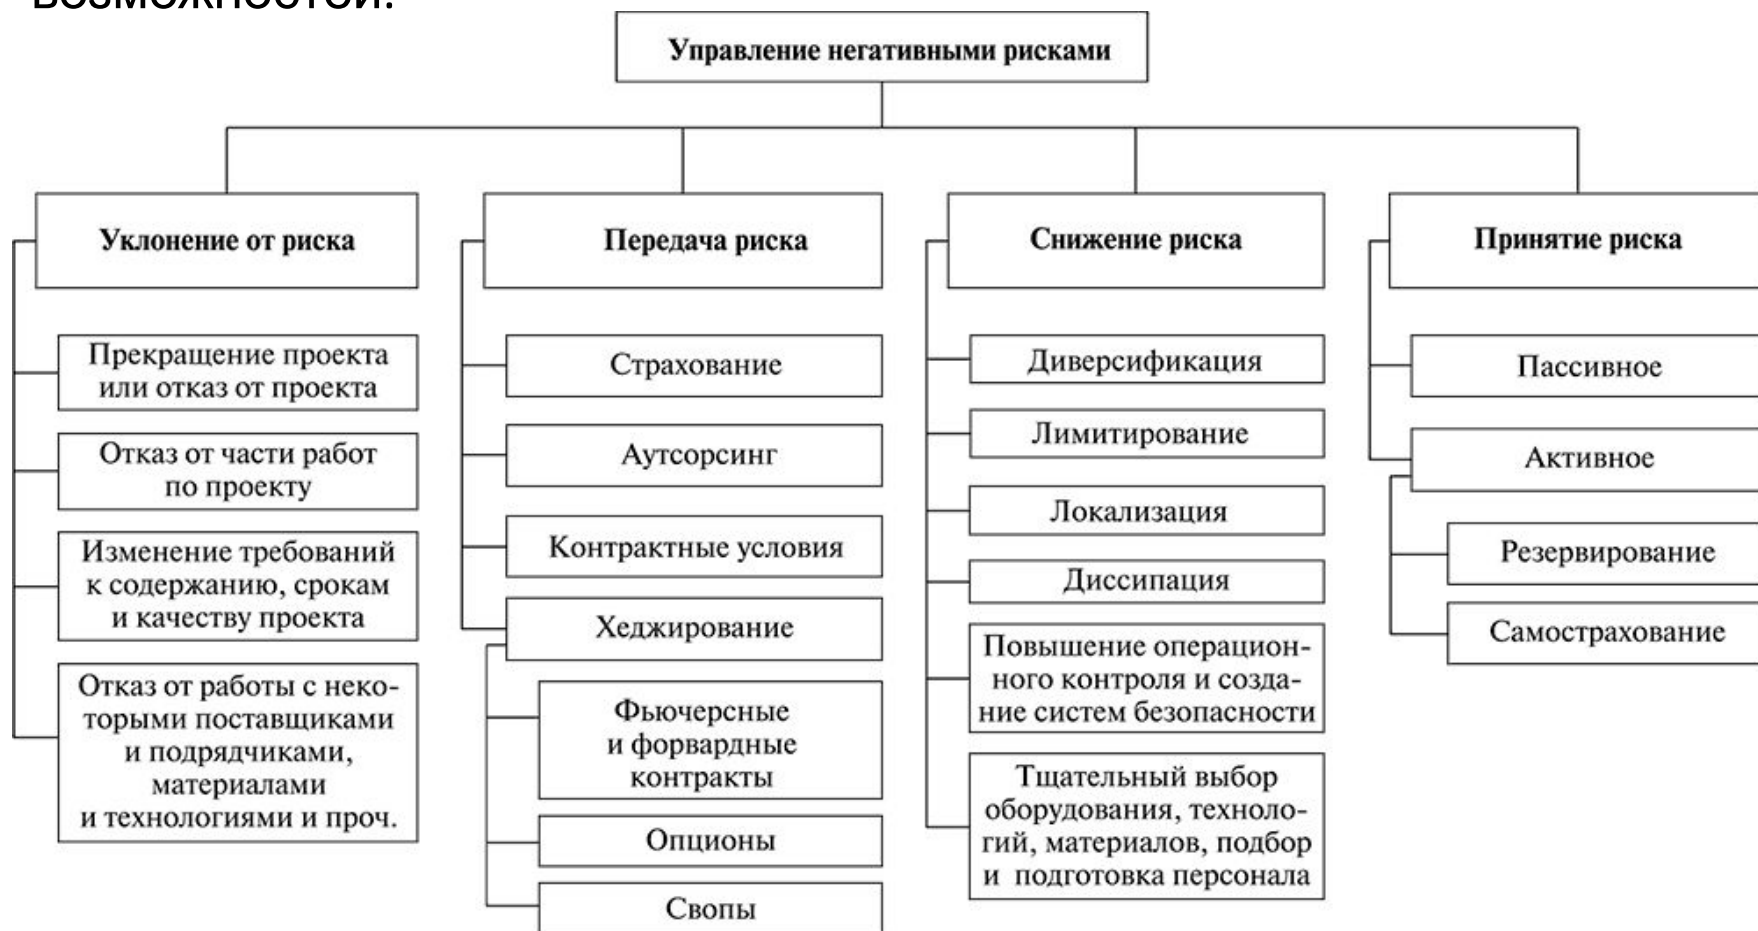 возможностей.
Управление негативными рисками
Уклонение от риска
Прекращение проекта
или отказ от проекта
Отказ от части работ
по проекту
Изменение требований
к содержанию, срокам
и качеству проекта
Отказ от работы с неко-
торыми поставщиками
и подрядчиками,
материалами
и технологиями и проч.
Передача риска
Страхование
Аутсорсинг
Контрактные условия
Хеджирование
Фьючерсные
и форвардные
контракты
Опционы
Свопы
Снижение риска
Диверсификация
Лимитирование
Локализация
Диссипация
Повышение операцион-
ного контроля и созда-
ние систем безопасности
Тщательный выбор
оборудования, техноло-
гий, материалов, подбор
и подготовка персонала
Принятие риска
Пассивное
Активное
Резервирование
Самострахование